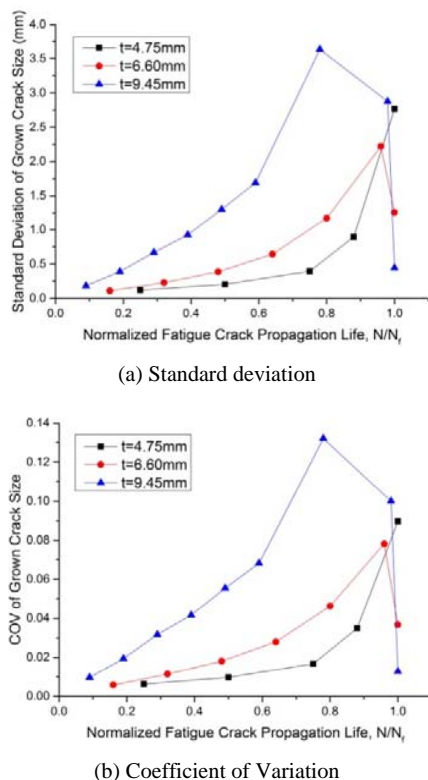 Standard Deviation of Grown Crack Size (mm)
4.0
3.5
3.0
2.5
2.0
1.5
1.0
0.5
0.0
t=4.75mm
t=6.60mm
t=9.45mm
0.0 0.2 0.4 0.6 0.8 1.0
Normalized Fatigue Crack Propagation Life, N/Nf
(a) Standard deviation
COV of Grown Crack Size
0.14
0.12
0.10
0.08
0.06
0.04
0.02
0.00
t=4.75mm
t=6.60mm
t=9.45mm
0.0 0.2 0.4 0.6 0.8 1.0
Normalized Fatigue Crack Propagation Life, N/Nf
(b) Coefficient of Variation